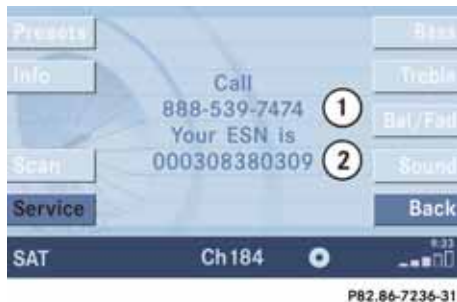 Presets
Bass
Info
Treble
Call
888-539-7474
1
Bal/Fad
Your ESN is
Scan
000308380309
2
Sound
Service
Back
SAT
Ch184
9:33
P82.86-7236-31